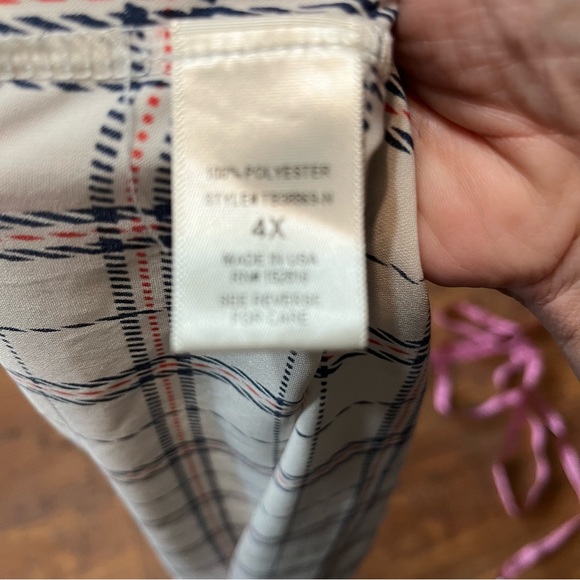 100% POLYESTER
STYLE#
4X
MADE IN USA
RN#
SEE REVERSE
FOR CARE